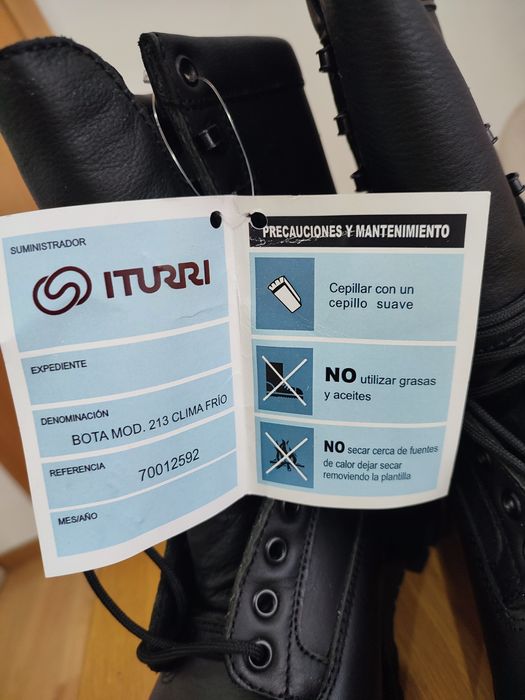 SUMINISTRADOR
ITURRI
EXPEDIENTE
DENOMINACIÓN
BOTA MOD. 213 CLIMA FRÍO
REFERENCIA
70012592
MES/AÑO
PRECAUCIONES Y MANTENIMIENTO
Cepillar con un
cepillo suave
NO utilizar grasas
y aceites
NO secar cerca de fuentes
de calor dejar secar
removiendo la plantilla